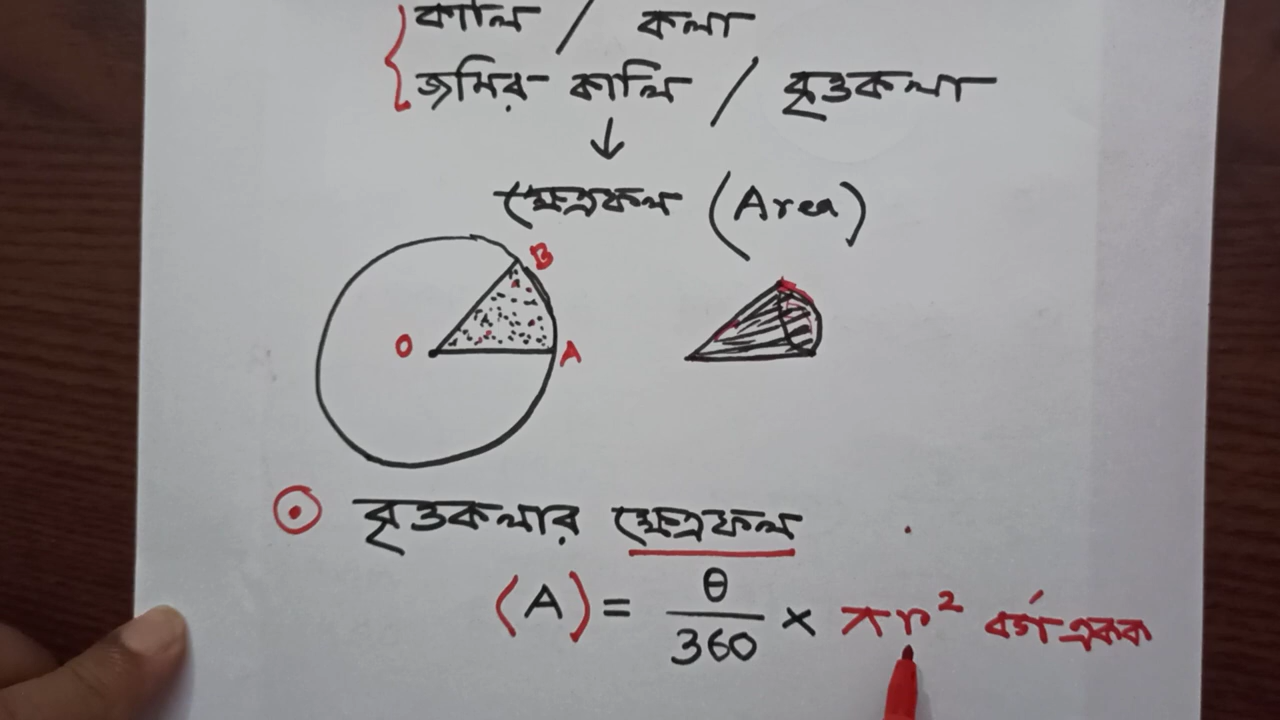 কালি / কলা
জমির কালি / বৃত্তকলা
↓
ক্ষেত্রফল (Area)
B
O
A
বৃত্তকলার ক্ষেত্রফল
(A) = θ/360 × πr² বর্গ একক